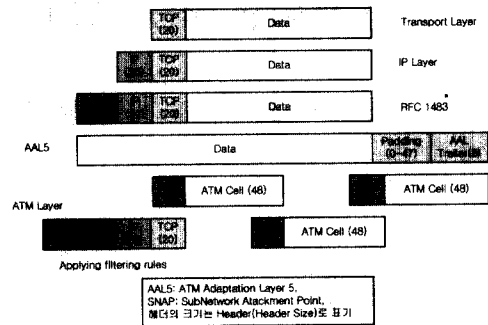 TCP
(20)
Data
Transport Layer
TCP
(20)
Data
IP Layer
TCP
(20)
Data
RFC 1483
AAL5
Data
Padding
(0~47)
AAL
Trailer(8)
ATM Cell (48)
ATM Cell (48)
ATM Layer
TCP
(20)
ATM Cell (48)
Applying filtering rules
AAL5: ATM Adaptation Layer 5,
SNAP: SubNetwork Atackment Point,
헤더의 크기는 Header(Header Size)로 표기